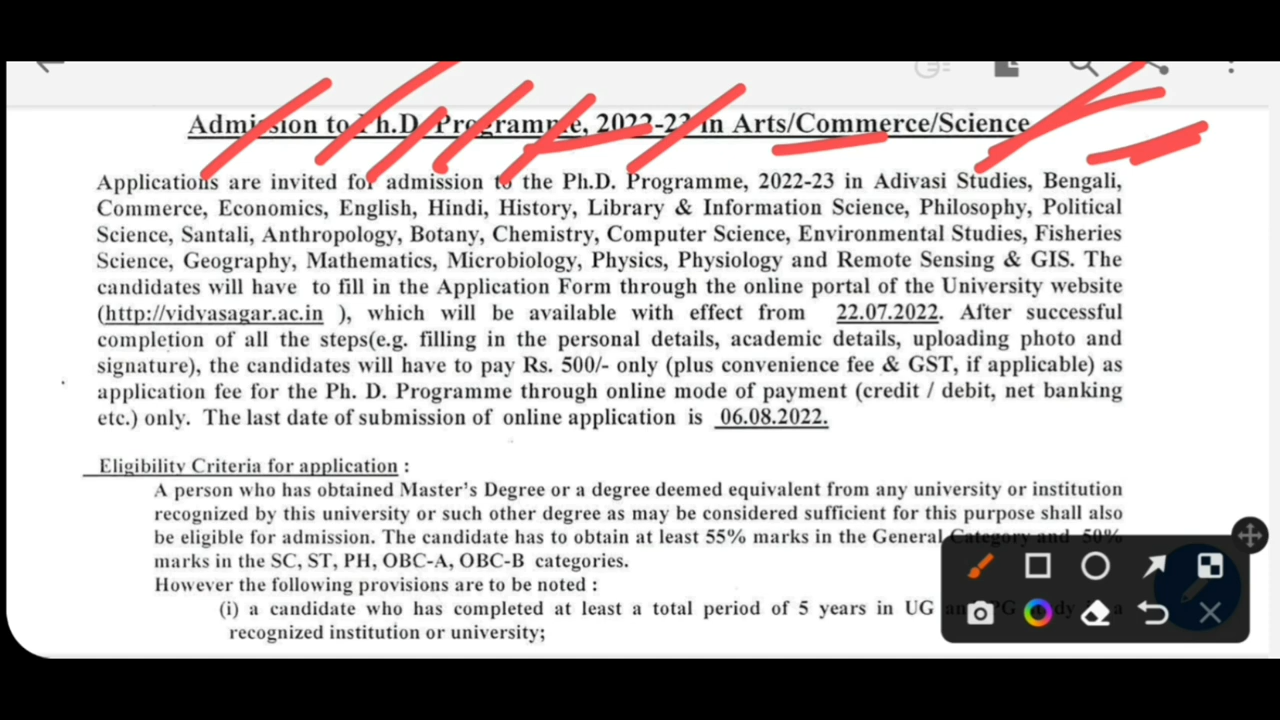 Admission to Ph.D. Programme, 2022-23 in Arts/Commerce/Science
Applications are invited for admission to the Ph.D. Programme, 2022-23 in Adivasi Studies, Bengali,
Commerce, Economics, English, Hindi, History, Library & Information Science, Philosophy, Political
Science, Santali, Anthropology, Botany, Chemistry, Computer Science, Environmental Studies, Fisheries
Science, Geography, Mathematics, Microbiology, Physics, Physiology and Remote Sensing & GIS. The
candidates will have to fill in the Application Form through the online portal of the University website
(http://vidyasagar.ac.in ), which will be available with effect from 22.07.2022. After successful
completion of all the steps(e.g. filling in the personal details, academic details, uploading photo and
signature), the candidates will have to pay Rs. 500/- only (plus convenience fee & GST, if applicable) as
application fee for the Ph. D. Programme through online mode of payment (credit / debit, net banking
etc.) only. The last date of submission of online application is 06.08.2022.
Eligibility Criteria for application :
A person who has obtained Master's Degree or a degree deemed equivalent from any university or institution
recognized by this university or such other degree as may be considered sufficient for this purpose shall also
be eligible for admission. The candidate has to obtain at least 55% marks in the General Category and 50%
marks in the SC, ST, PH, OBC-A, OBC-B categories.
However the following provisions are to be noted :
(i) a candidate who has completed at least a total period of 5 years in UG and PG study in a
recognized institution or university;